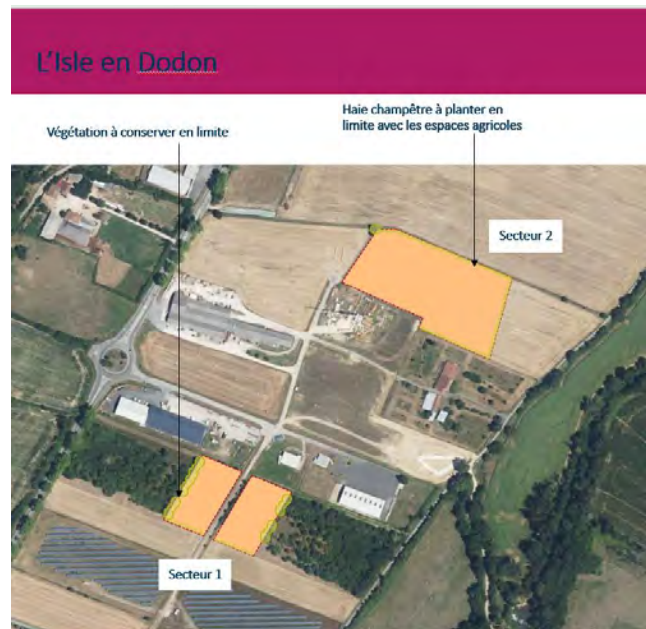 L'Isle en Dodon
Végétation à conserver en limite
Haie champêtre à planter en
limite avec les espaces agricoles
Secteur 2
Secteur 1